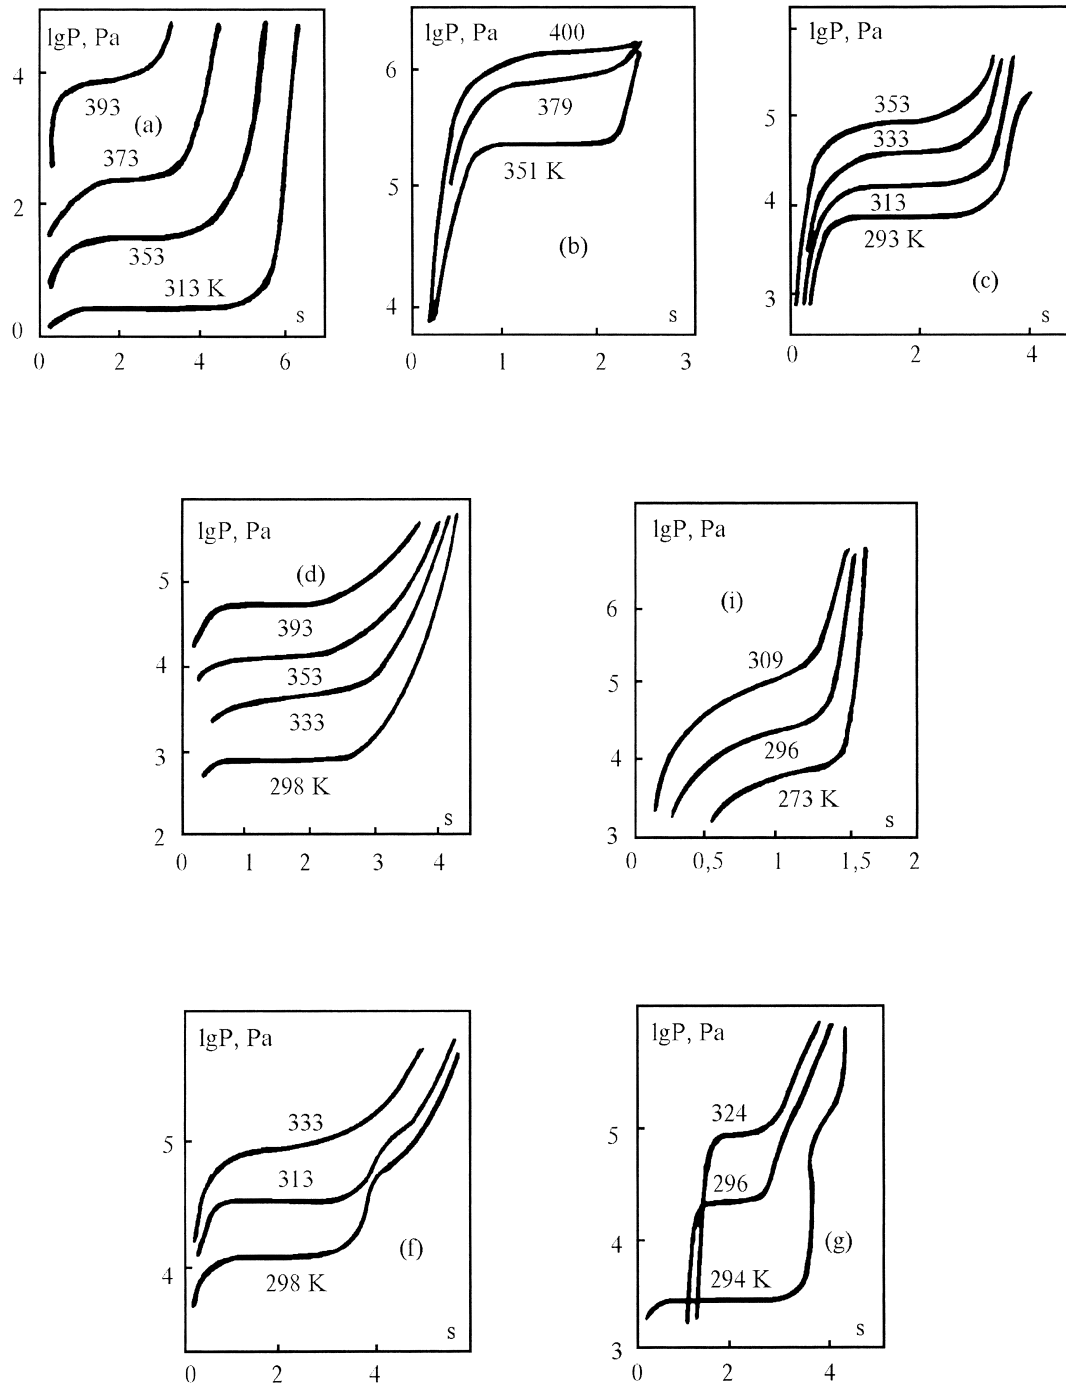 lgP, Pa
4
393
(a)
373
2
353
313 K
0
s
0 2 4 6
lgP, Pa
400
6
379
351 K
5
(b)
4
s
0 1 2 3
lgP, Pa
353
5
333
313
4
293 K
(c)
3
s
0 2 4
lgP, Pa
(d)
5
393
4
353
333
3
298 K
s
2
0 1 2 3 4
lgP, Pa
6
(i)
309
5
296
4
273 K
s
3
0 0,5 1 1,5 2
lgP, Pa
333
5
313
(f)
4
298 K
s
0 2 4
lgP, Pa
324
5
296
4
(g)
294 K
s
3
0 2 4